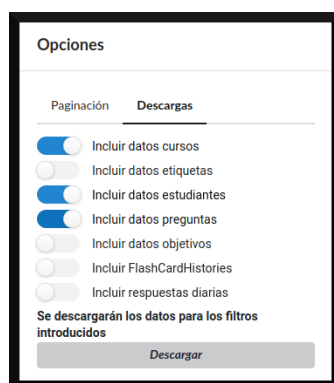 Opciones
Paginación Descargas
Incluir datos cursos
Incluir datos etiquetas
Incluir datos estudiantes
Incluir datos preguntas
Incluir datos objetivos
Incluir FlashCardHistories
Incluir respuestas diarias
Se descargarán los datos para los filtros
introducidos
Descargar